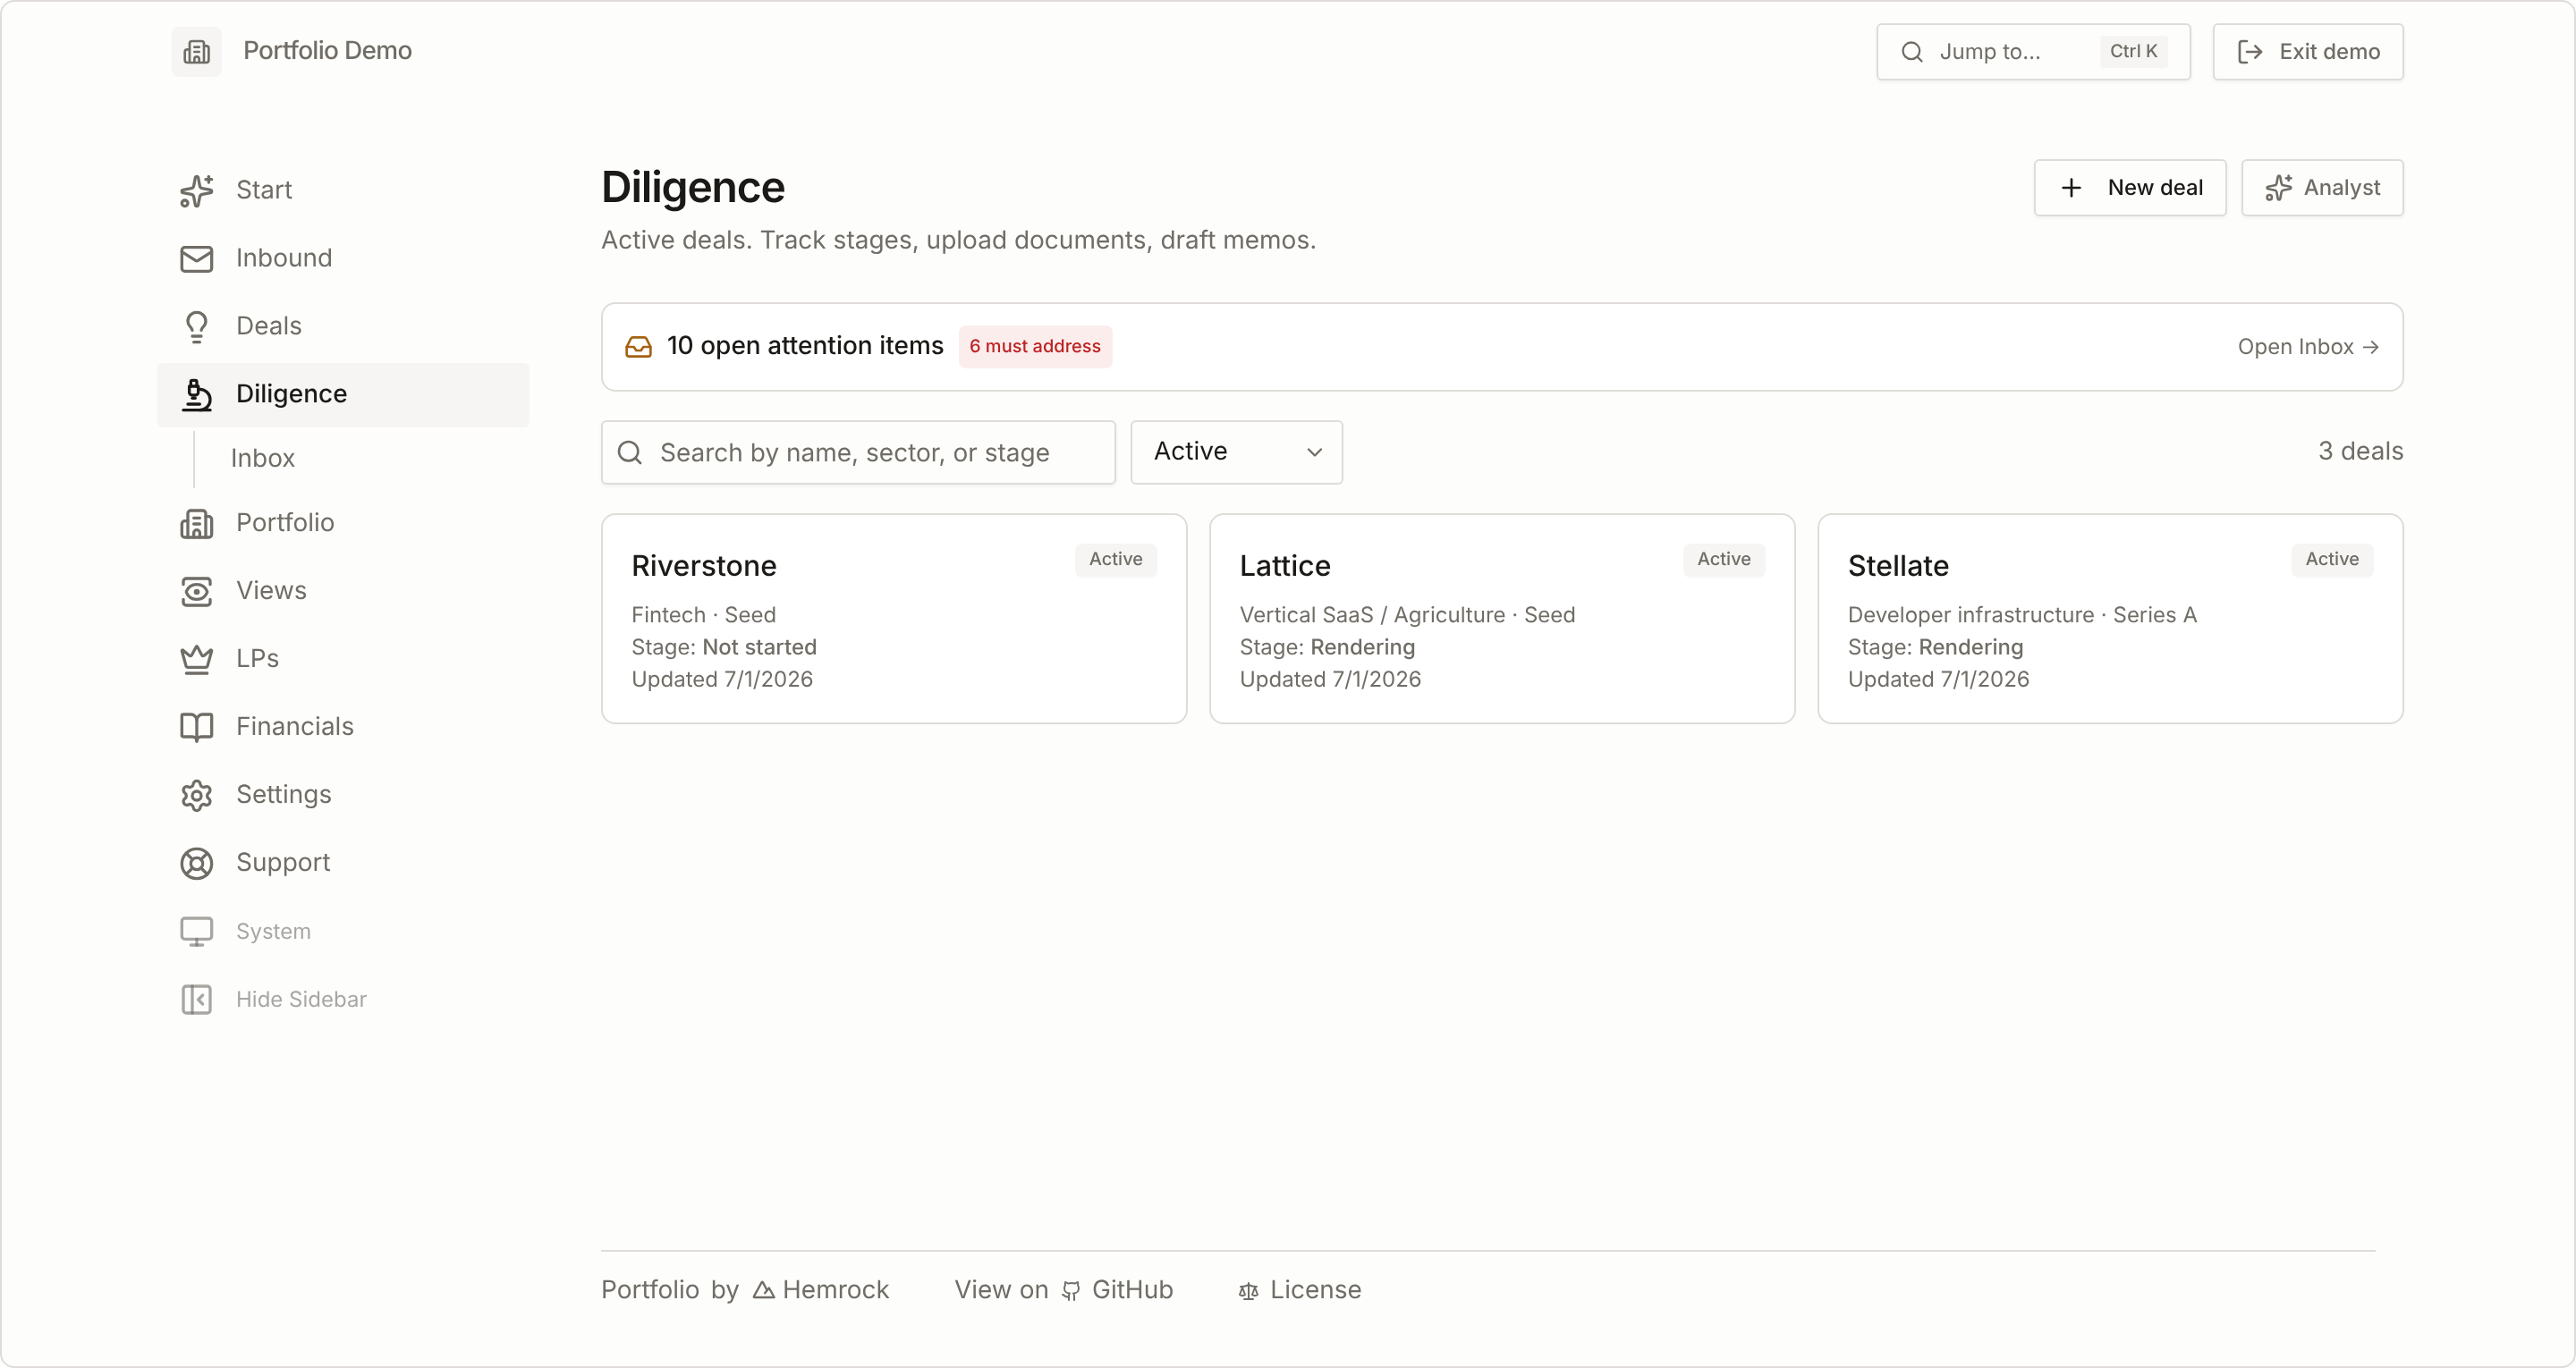 Portfolio Demo
Jump to...
Ctrl K
Exit demo
Start
Inbound
Deals
Diligence
Inbox
Portfolio
Views
LPs
Financials
Settings
Support
System
Hide Sidebar
Diligence
Active deals. Track stages, upload documents, draft memos.
New deal
Analyst
10 open attention items
6 must address
Open Inbox →
Search by name, sector, or stage
Active
3 deals
Riverstone
Active
Fintech · Seed
Stage: Not started
Updated 7/1/2026
Lattice
Active
Vertical SaaS / Agriculture · Seed
Stage: Rendering
Updated 7/1/2026
Stellate
Active
Developer infrastructure · Series A
Stage: Rendering
Updated 7/1/2026
Portfolio by Hemrock
View on GitHub
License